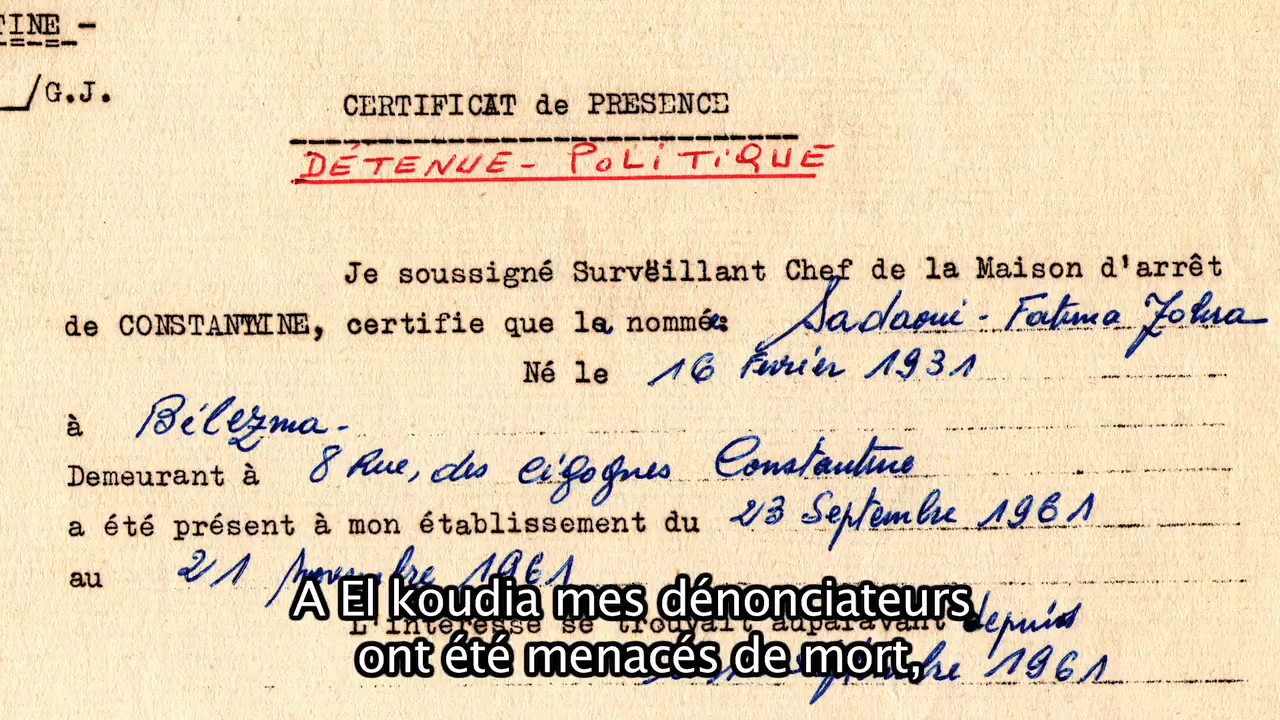 TINE -
/G.J.
CERTIFICAT de PRESENCE
DÉTENUE - POLITIQUE
Je soussigné Surveillant Chef de la Maison d'arrêt
de CONSTANTINE, certifie que la nommée Sadaoui - Fatima Zohra
Né le 16 Février 1931
à Bélezma -
Demeurant à 8 Rue, des cigognes Constantine
a été présent à mon établissement du 23 Septembre 1961
au 21 novembre 1961
L'intéressé se trouvait auparavant depuis
Septembre 1961
A El koudia mes dénonciateurs
ont été menacés de mort,